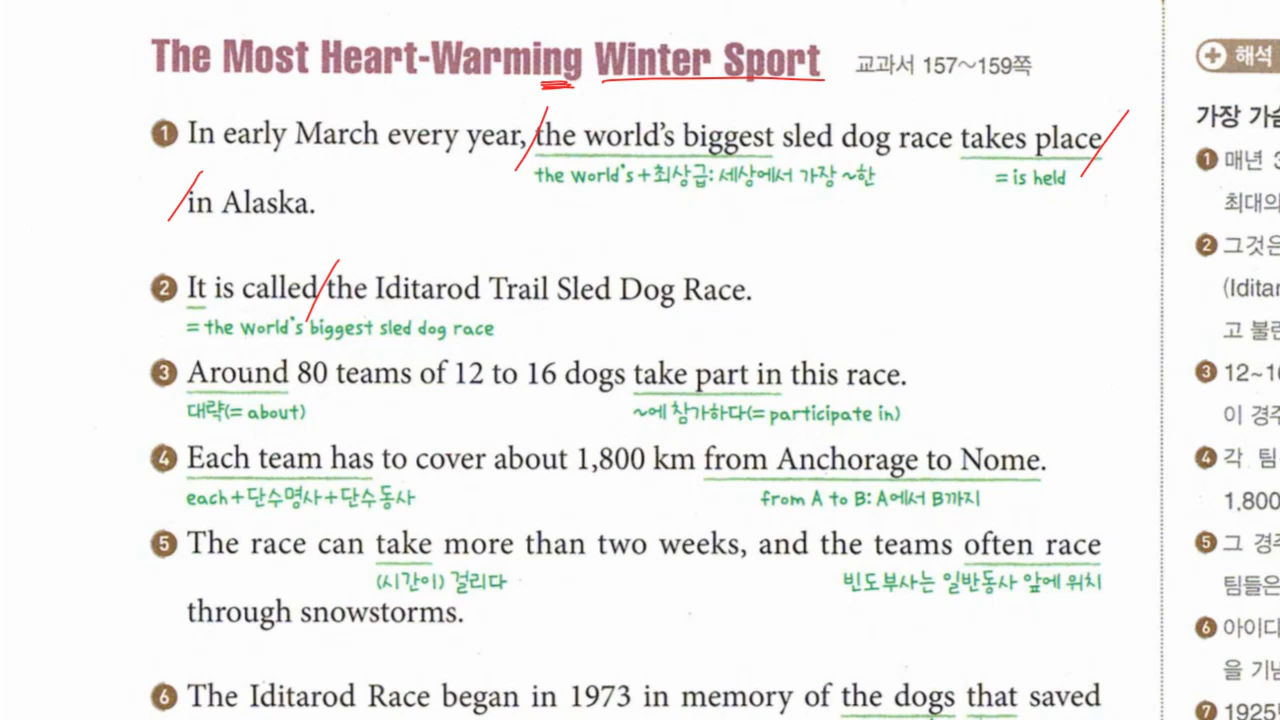 The Most Heart-Warming Winter Sport 교과서 157~159쪽
1 In early March every year, the world's biggest sled dog race takes place
the world's+최상급: 세상에서 가장 ~한 = is held
in Alaska.
2 It is called the Iditarod Trail Sled Dog Race.
= the world's biggest sled dog race
3 Around 80 teams of 12 to 16 dogs take part in this race.
대략(= about) ~에 참가하다(= participate in)
4 Each team has to cover about 1,800 km from Anchorage to Nome.
each+단수명사+단수동사 from A to B: A에서 B까지
5 The race can take more than two weeks, and the teams often race
(시간이) 걸리다 빈도부사는 일반동사 앞에 위치
through snowstorms.
6 The Iditarod Race began in 1973 in memory of the dogs that saved
+ 해석
가장 가슴
1 매년 3
최대의
2 그것은
(Iditar
고 불린
3 12~16
이 경주
4 각 팀
1,800
5 그 경주
팀들은
6 아이디
을 기념
7 1925년